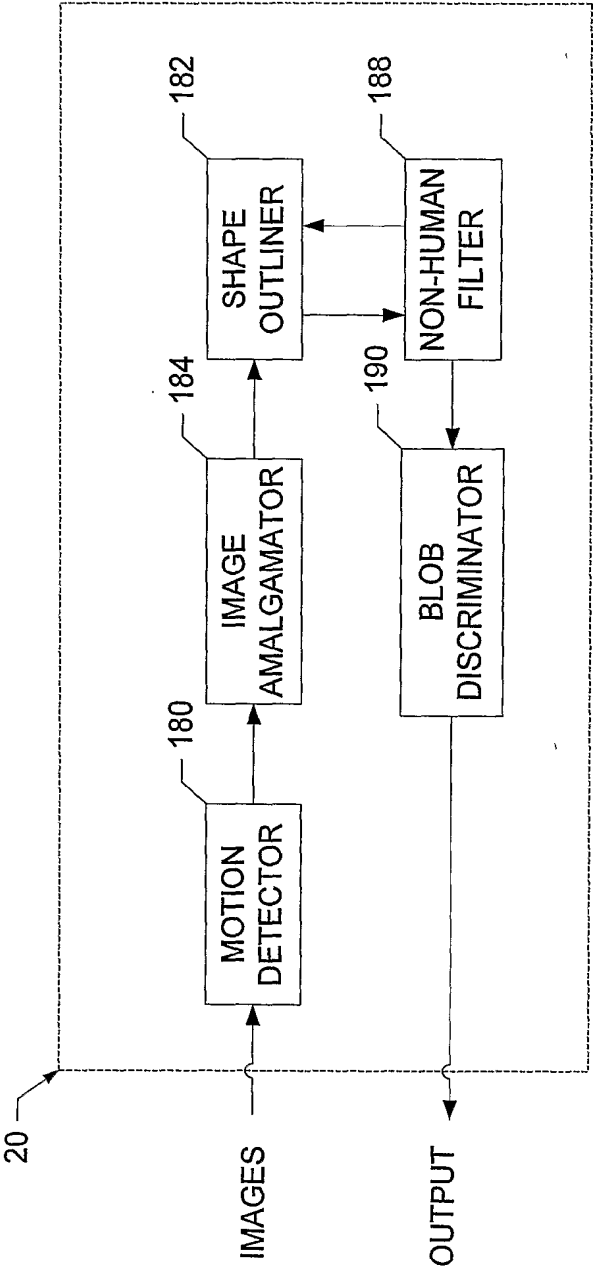 20
IMAGES
180
MOTION
DETECTOR
184
IMAGE
AMALGAMATOR
182
SHAPE
OUTLINER
188
NON-HUMAN
FILTER
190
BLOB
DISCRIMINATOR
OUTPUT